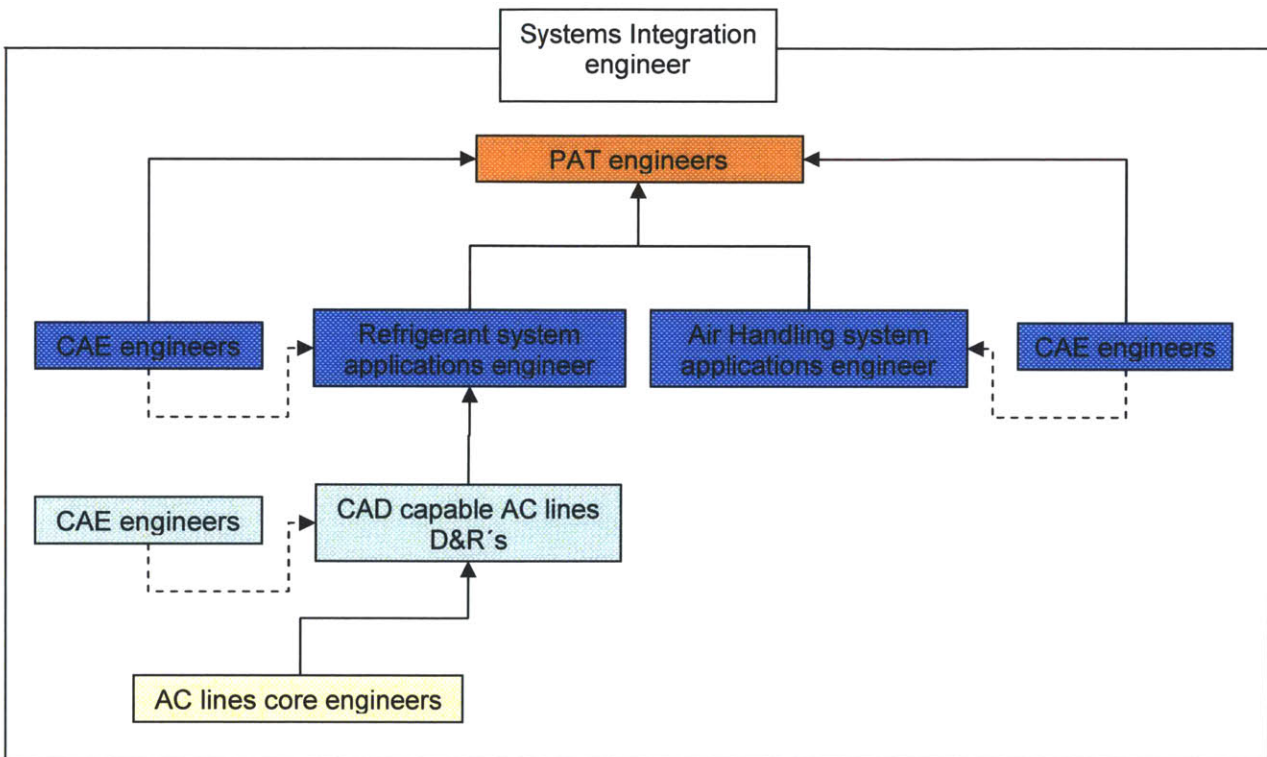 Systems Integration
engineer
PAT engineers
CAE engineers
Refrigerant system
applications engineer
Air Handling system
applications engineer
CAE engineers
CAE engineers
CAD capable AC lines
D&R´s
AC lines core engineers